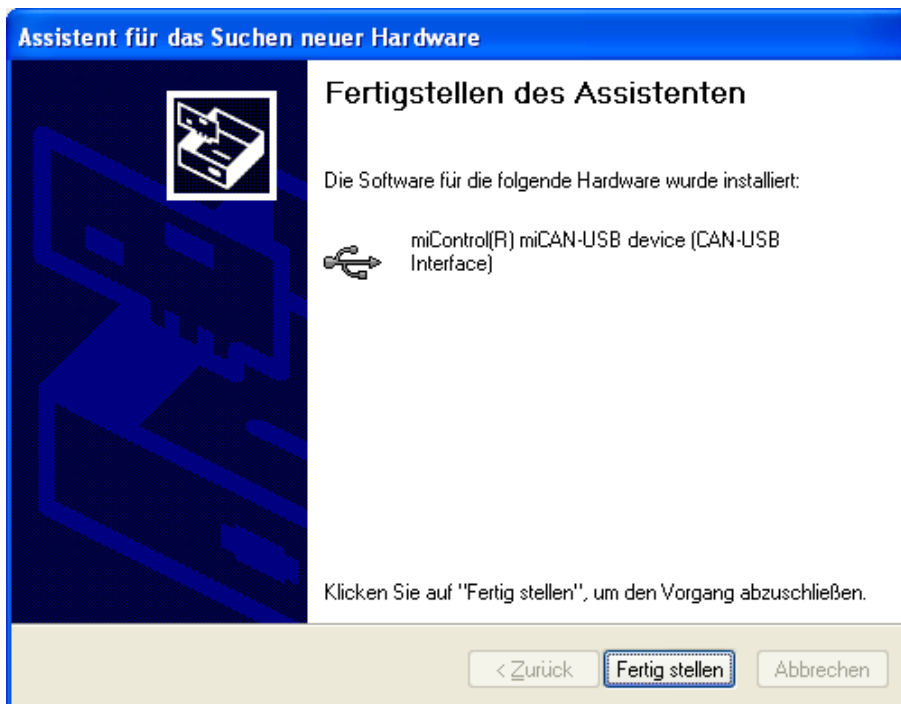 Assistent für das Suchen neuer Hardware
Fertigstellen des Assistenten
Die Software für die folgende Hardware wurde installiert:
miControl(R) miCAN-USB device (CAN-USB
Interface)
Klicken Sie auf "Fertig stellen", um den Vorgang abzuschließen.
< Zurück Fertig stellen Abbrechen